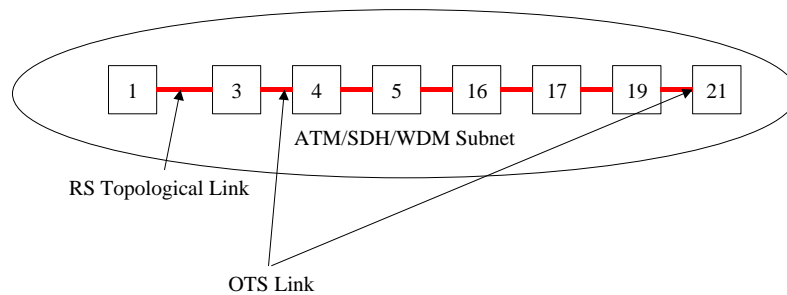 1 3 4 5 16 17 19 21
ATM/SDH/WDM Subnet
RS Topological Link
OTS Link